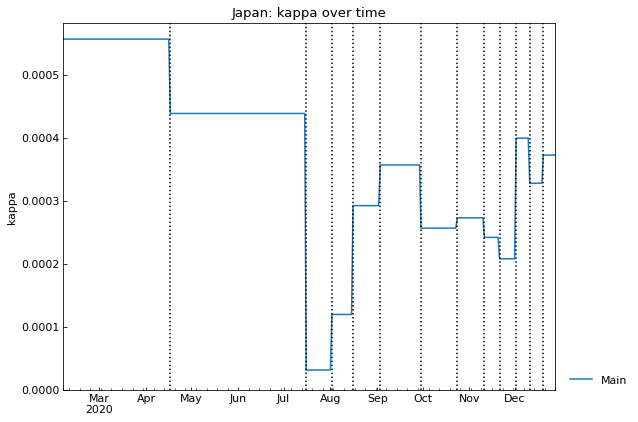 Japan: kappa over time
kappa
0.0005
0.0004
0.0003
0.0002
0.0001
0.0000
Mar Apr May Jun Jul Aug Sep Oct Nov Dec
2020
Main